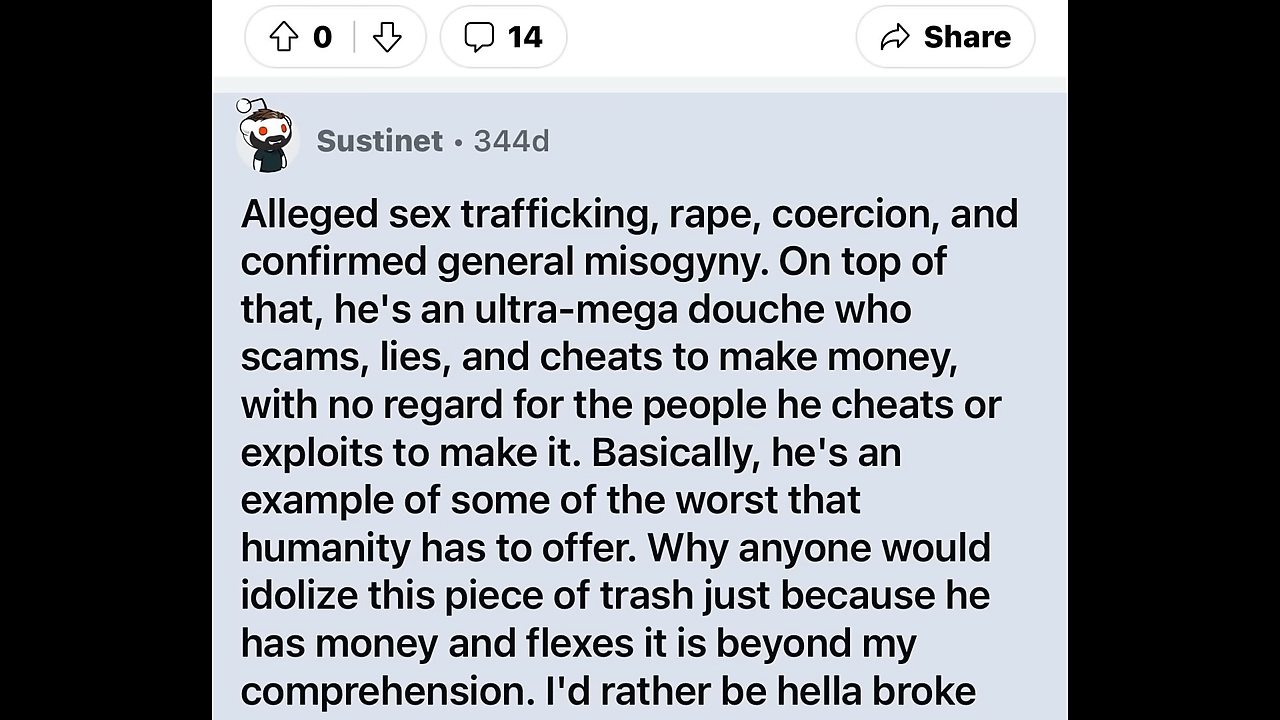 0 14 Share
Sustinet • 344d
Alleged sex trafficking, rape, coercion, and
confirmed general misogyny. On top of
that, he's an ultra-mega douche who
scams, lies, and cheats to make money,
with no regard for the people he cheats or
exploits to make it. Basically, he's an
example of some of the worst that
humanity has to offer. Why anyone would
idolize this piece of trash just because he
has money and flexes it is beyond my
comprehension. I'd rather be hella broke